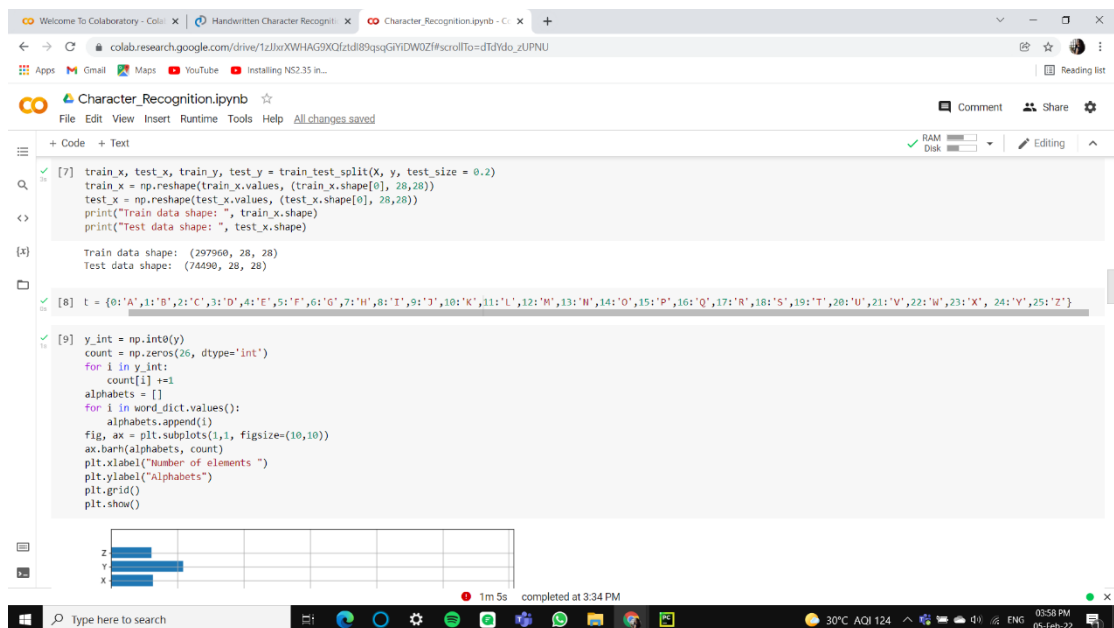 Welcome To Colaboratory - Cola
Handwritten Character Recogniti
Character_Recognition.ipynb - Co
colab.research.google.com/drive/1zJJxrXWHAG9XQfztdl89qsqGiYiDW0Zf#scrollTo=dTdYdo_zUPNU
Apps Gmail Maps YouTube Installing NS2.35 in... Reading list
Character_Recognition.ipynb
Comment Share
File Edit View Insert Runtime Tools Help All changes saved
+ Code + Text
RAM
Disk
Editing
3s
[7] train_x, test_x, train_y, test_y = train_test_split(X, y, test_size = 0.2)
train_x = np.reshape(train_x.values, (train_x.shape[0], 28,28))
test_x = np.reshape(test_x.values, (test_x.shape[0], 28,28))
print("Train data shape: ", train_x.shape)
print("Test data shape: ", test_x.shape)
{x}
Train data shape: (297960, 28, 28)
Test data shape: (74490, 28, 28)
0s
[8] t = {0:'A',1:'B',2:'C',3:'D',4:'E',5:'F',6:'G',7:'H',8:'I',9:'J',10:'K',11:'L',12:'M',13:'N',14:'O',15:'P',16:'Q',17:'R',18:'S',19:'T',20:'U',21:'V',22:'W',23:'X', 24:'Y',25:'Z'}
1s
[9] y_int = np.int0(y)
count = np.zeros(26, dtype='int')
for i in y_int:
count[i] +=1
alphabets = []
for i in word_dict.values():
alphabets.append(i)
fig, ax = plt.subplots(1,1, figsize=(10,10))
ax.barh(alphabets, count)
plt.xlabel("Number of elements ")
plt.ylabel("Alphabets")
plt.grid()
plt.show()
Z
Y
X
1m 5s completed at 3:34 PM
Type here to search
PC
30°C AQI 124
ENG
03:58 PM
05-Feb-22